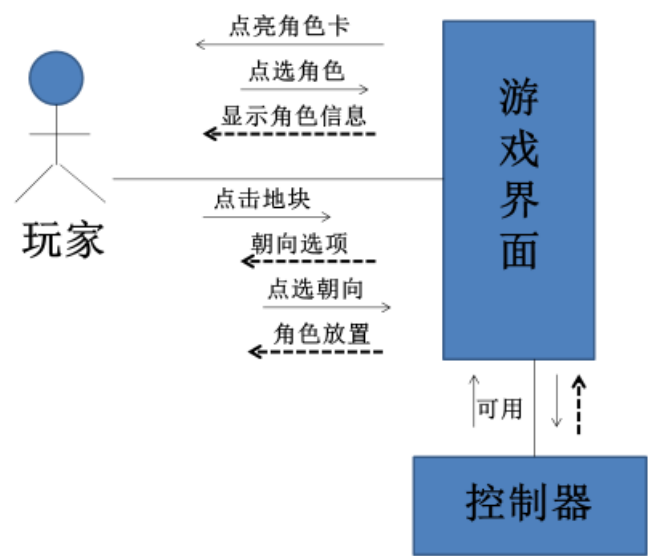 点亮角色卡
点选角色
显示角色信息
玩家
点击地块
朝向选项
点选朝向
角色放置
游戏界面
可用
控制器